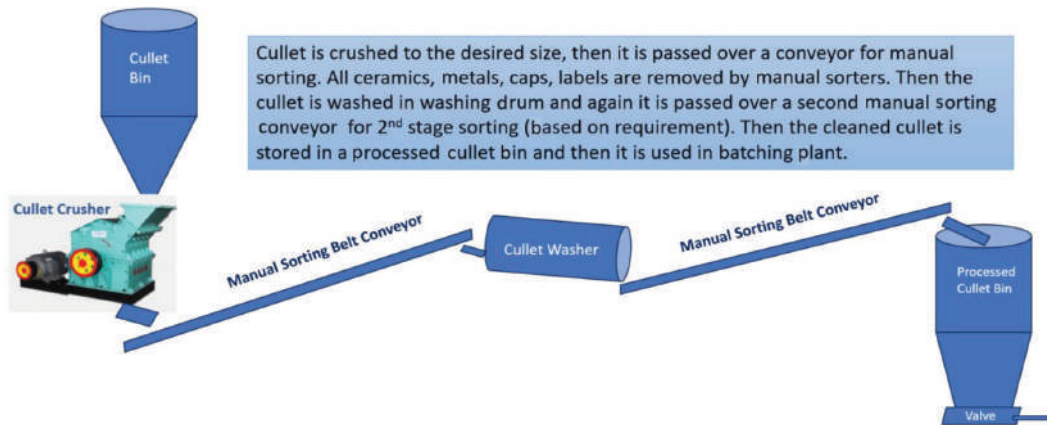 Cullet
Bin
Cullet is crushed to the desired size, then it is passed over a conveyor for manual
sorting. All ceramics, metals, caps, labels are removed by manual sorters. Then the
cullet is washed in washing drum and again it is passed over a second manual sorting
conveyor for 2nd stage sorting (based on requirement). Then the cleaned cullet is
stored in a processed cullet bin and then it is used in batching plant.
Cullet Crusher
Manual Sorting Belt Conveyor
Cullet Washer
Manual Sorting Belt Conveyor
Processed
Cullet Bin
Valve